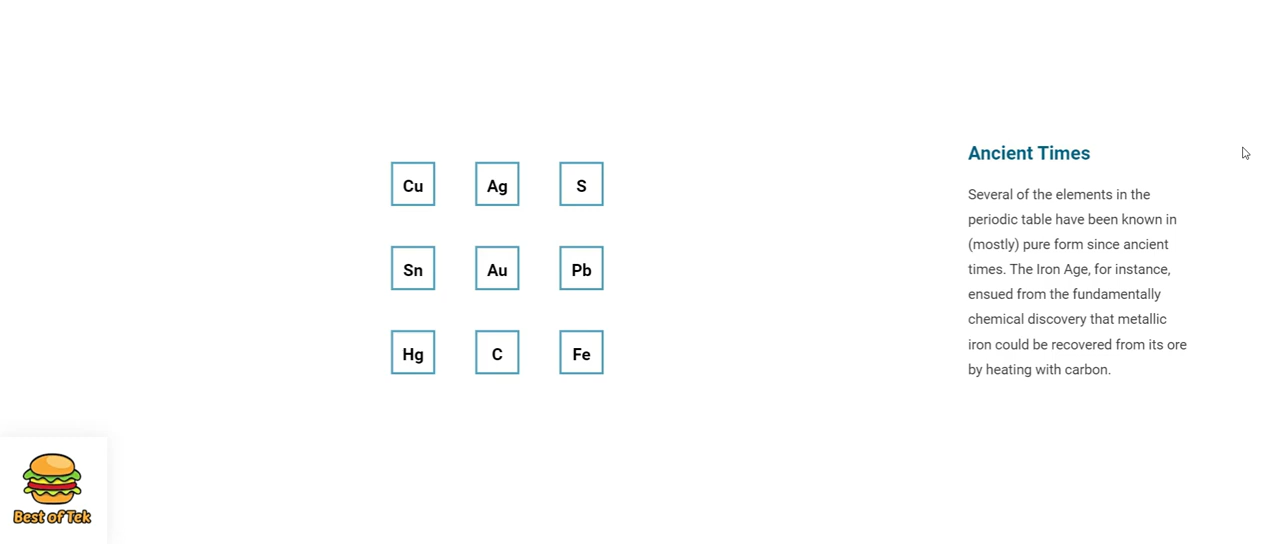 Cu Ag S
Sn Au Pb
Hg C Fe
Ancient Times
Several of the elements in the
periodic table have been known in
(mostly) pure form since ancient
times. The Iron Age, for instance,
ensued from the fundamentally
chemical discovery that metallic
iron could be recovered from its ore
by heating with carbon.
Best of Tek